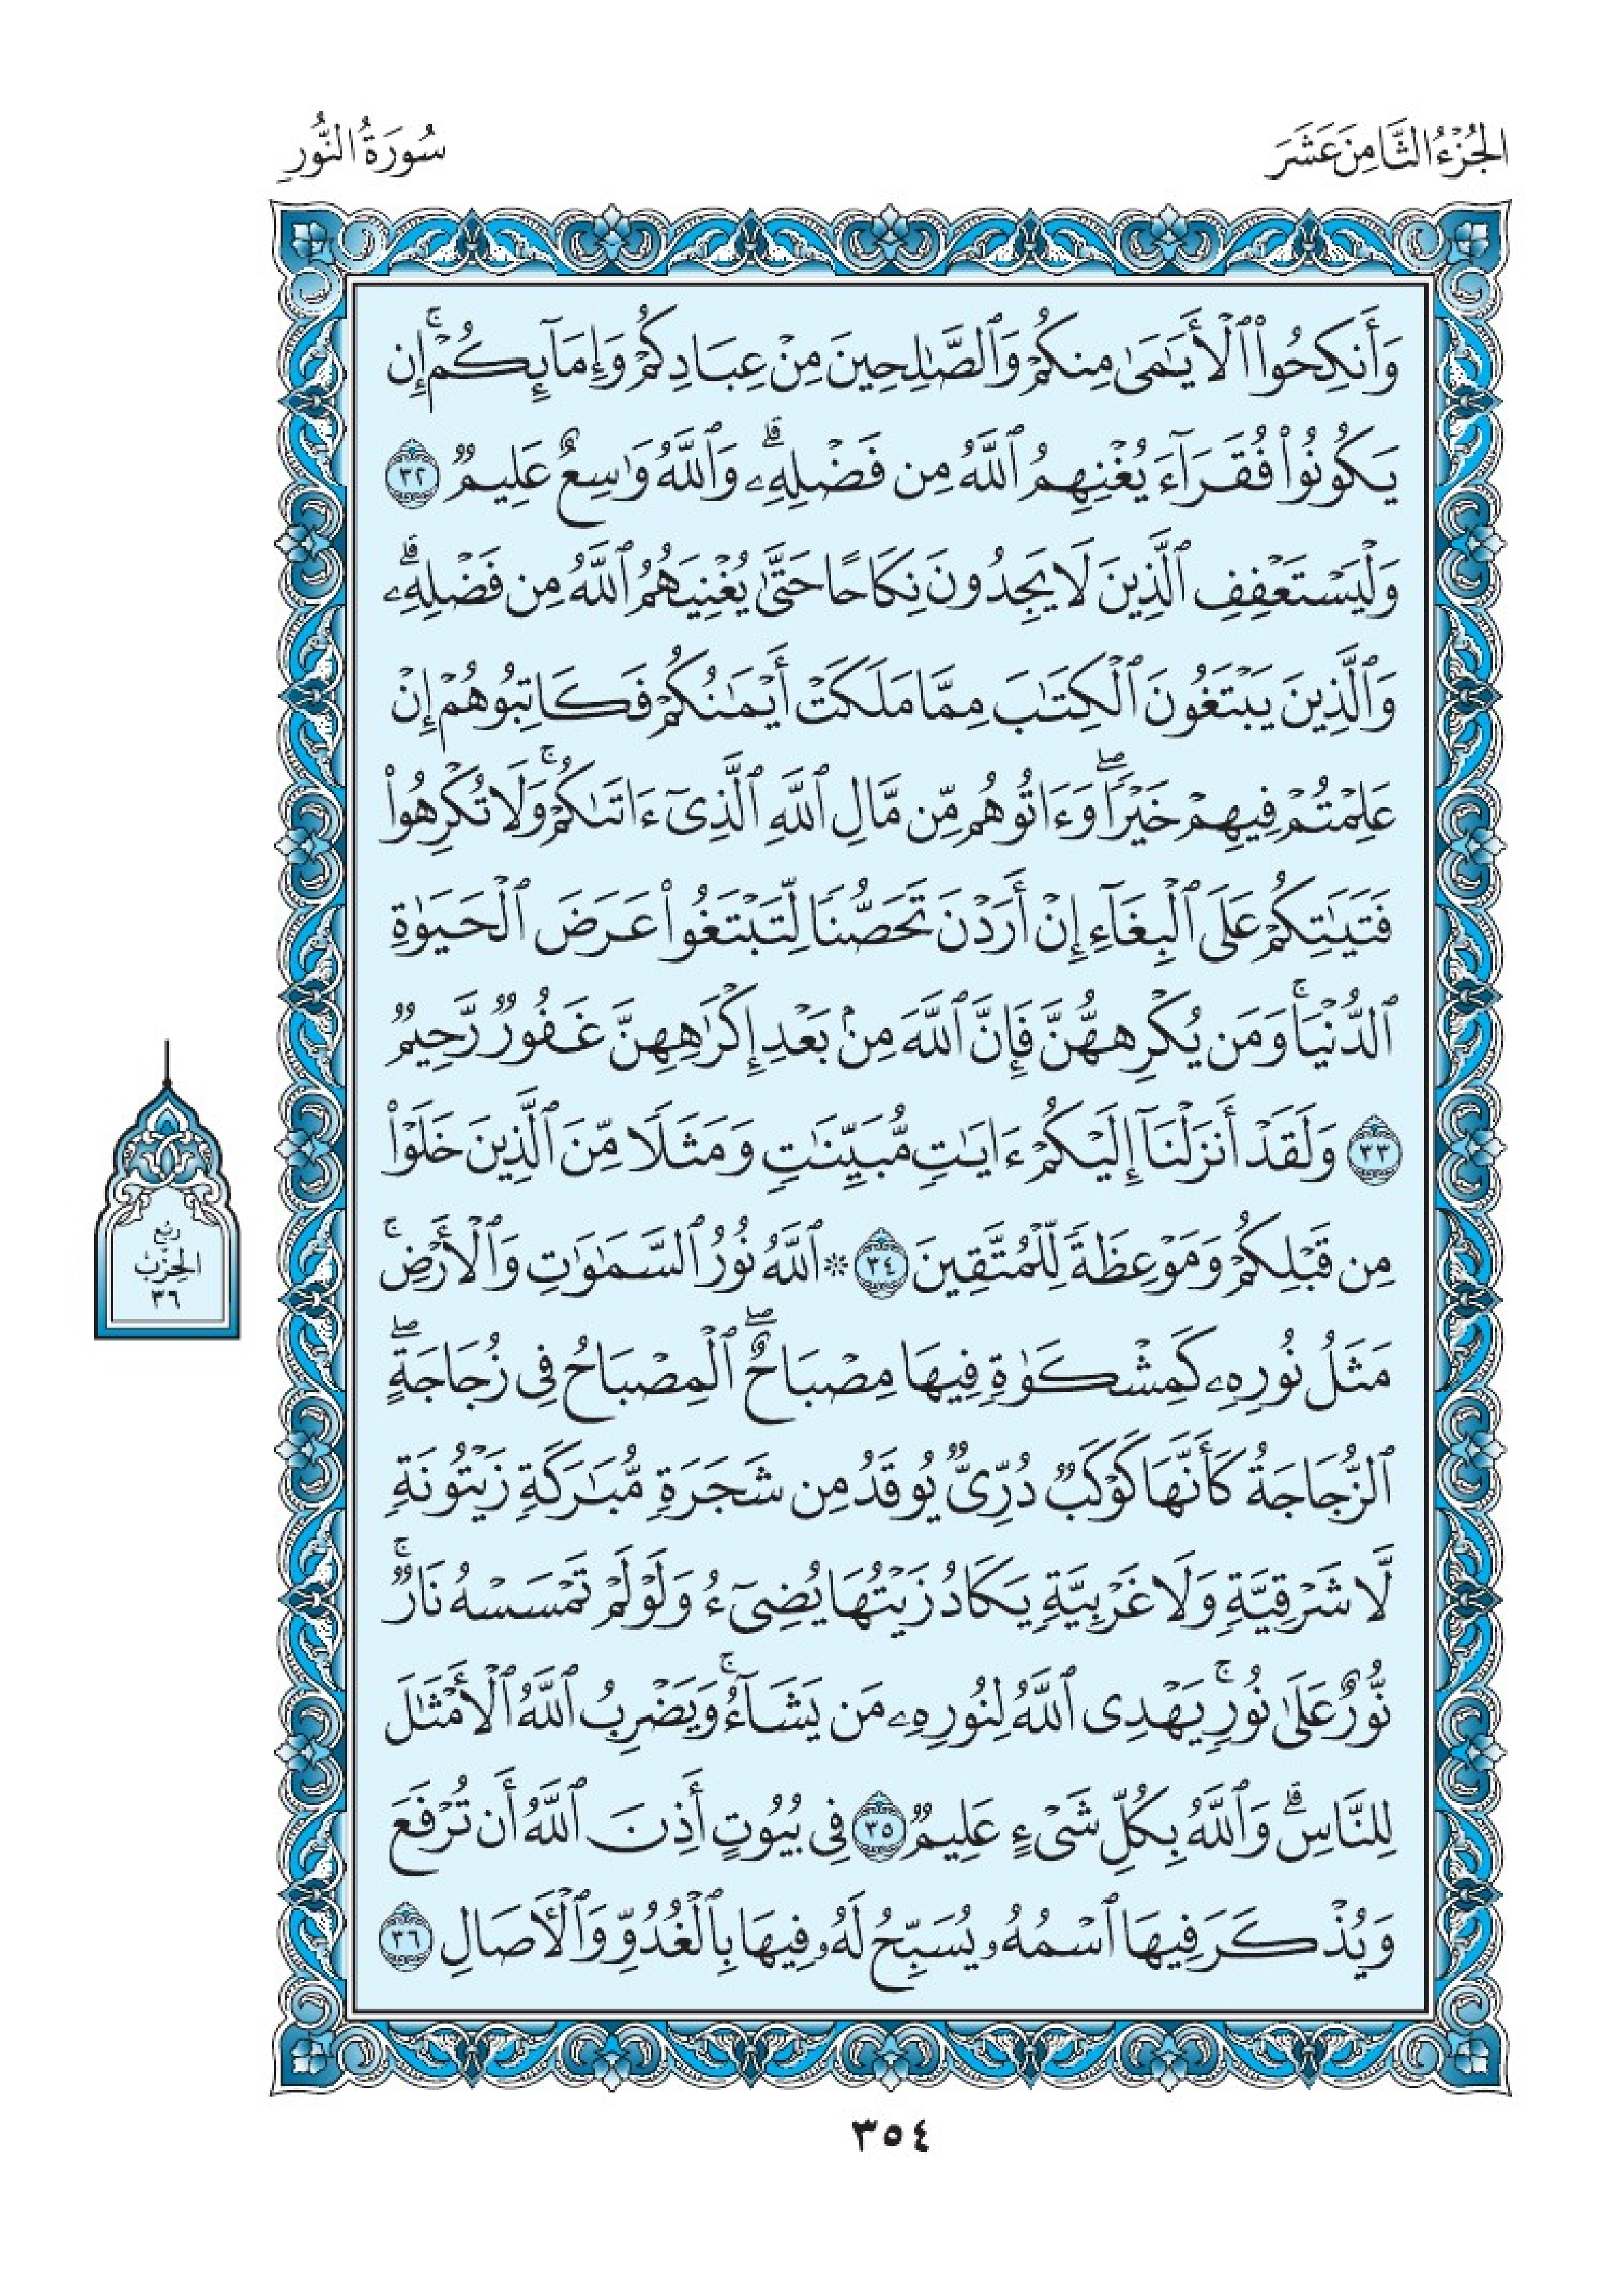 الجُزْءُ الثَّامِنَ عَشَرَ
سُورَةُ النُّورِ
وَأَنكِحُوا۟ ٱلْأَيَـٰمَىٰ مِنكُمْ وَٱلصَّـٰلِحِينَ مِنْ عِبَادِكُمْ وَإِمَآئِكُمْ ۚ إِن
يَكُونُوا۟ فُقَرَآءَ يُغْنِهِمُ ٱللَّهُ مِن فَضْلِهِۦ ۗ وَٱللَّهُ وَٰسِعٌ عَلِيمٌ ٣٢
وَلْيَسْتَعْفِفِ ٱلَّذِينَ لَا يَجِدُونَ نِكَاحًا حَتَّىٰ يُغْنِيَهُمُ ٱللَّهُ مِن فَضْلِهِۦ ۗ
وَٱلَّذِينَ يَبْتَغُونَ ٱلْكِتَـٰبَ مِمَّا مَلَكَتْ أَيْمَـٰنُكُمْ فَكَاتِبُوهُمْ إِنْ
عَلِمْتُمْ فِيهِمْ خَيْرًا ۖ وَءَاتُوهُم مِّن مَّالِ ٱللَّهِ ٱلَّذِىٓ ءَاتَىٰكُمْ ۚ وَلَا تُكْرِهُوا۟
فَتَيَـٰتِكُمْ عَلَى ٱلْبِغَآءِ إِنْ أَرَدْنَ تَحَصُّنًا لِّتَبْتَغُوا۟ عَرَضَ ٱلْحَيَوٰةِ
ٱلدُّنْيَا ۚ وَمَن يُكْرِههُّنَّ فَإِنَّ ٱللَّهَ مِنۢ بَعْدِ إِكْرَٰهِهِنَّ غَفُورٌ رَّحِيمٌ
٣٣ وَلَقَدْ أَنزَلْنَآ إِلَيْكُمْ ءَايَـٰتٍ مُّبَيِّنَـٰتٍ وَمَثَلًا مِّنَ ٱلَّذِينَ خَلَوْا۟
مِن قَبْلِكُمْ وَمَوْعِظَةً لِّلْمُتَّقِينَ ٣٤ ۞ ٱللَّهُ نُورُ ٱلسَّمَـٰوَٰتِ وَٱلْأَرْضِ ۚ
مَثَلُ نُورِهِۦ كَمِشْكَوٰةٍ فِيهَا مِصْبَاحٌ ۖ ٱلْمِصْبَاحُ فِى زُجَاجَةٍ ۖ
ٱلزُّجَاجَةُ كَأَنَّهَا كَوْكَبٌ دُرِّىٌّ يُوقَدُ مِن شَجَرَةٍ مُّبَـٰرَكَةٍ زَيْتُونَةٍ
لَّا شَرْقِيَّةٍ وَلَا غَرْبِيَّةٍ يَكَادُ زَيْتُهَا يُضِىٓءُ وَلَوْ لَمْ تَمْسَسْهُ نَارٌ ۚ
نُّورٌ عَلَىٰ نُورٍ ۗ يَهْدِى ٱللَّهُ لِنُورِهِۦ مَن يَشَآءُ ۚ وَيَضْرِبُ ٱللَّهُ ٱلْأَمْثَـٰلَ
لِلنَّاسِ ۗ وَٱللَّهُ بِكُلِّ شَىْءٍ عَلِيمٌ ٣٥ فِى بُيُوتٍ أَذِنَ ٱللَّهُ أَن تُرْفَعَ
وَيُذْكَرَ فِيهَا ٱسْمُهُۥ يُسَبِّحُ لَهُۥ فِيهَا بِٱلْغُدُوِّ وَٱلْـَٔاصَالِ ٣٦
ربع
الحزب
٣٦
٣٥٤